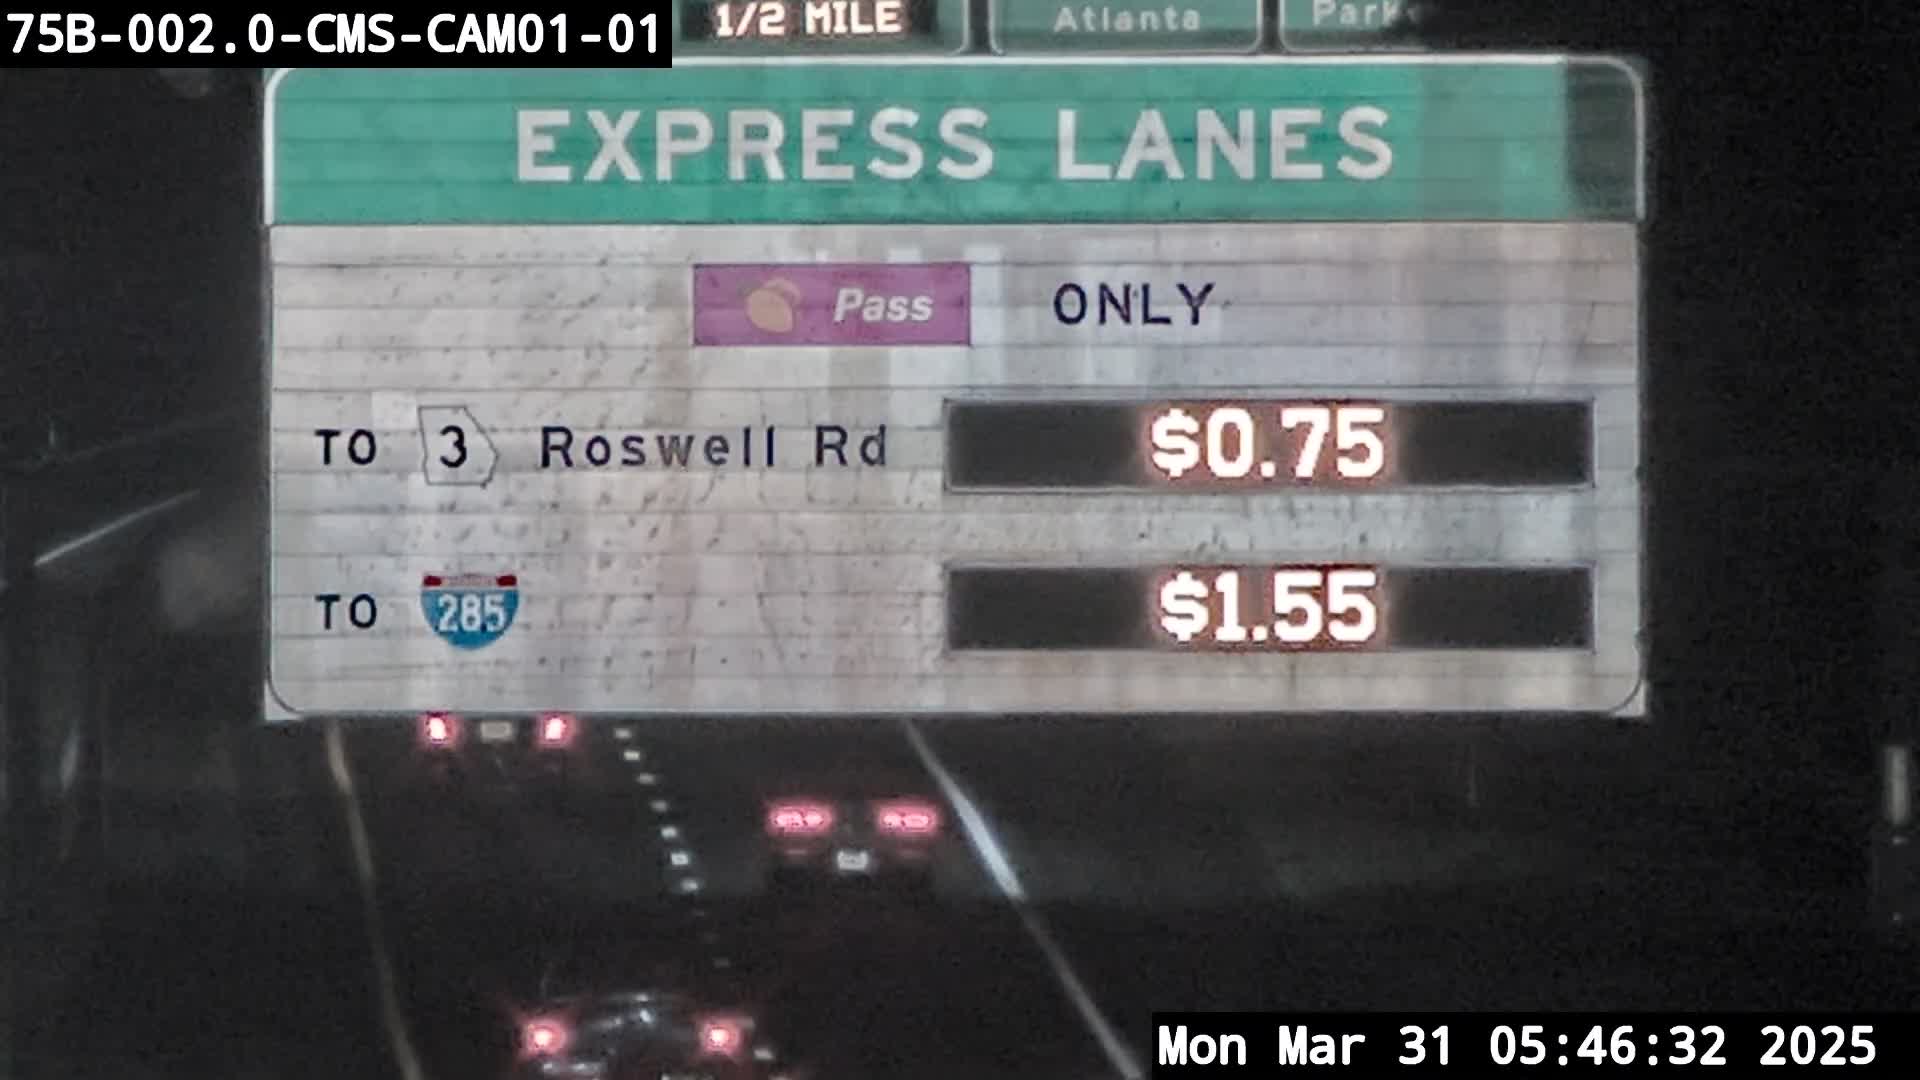 75B-002.0-CMS-CAM01-01
1/2 MILE
Atlanta
EXPRESS LANES
Pass ONLY
TO 3 Roswell Rd $0.75
TO 285 $1.55
Mon Mar 31 05:46:32 2025